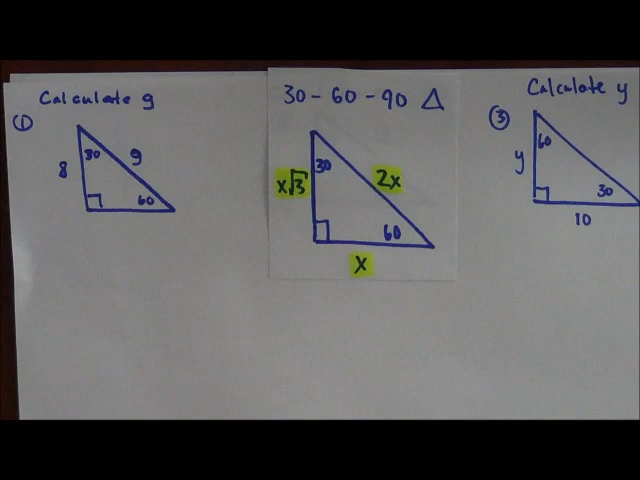 Calculate g
①
8
30
g
60
30 - 60 - 90 Δ
x√3
30
2x
60
x
Calculate y
③
60
y
30
10